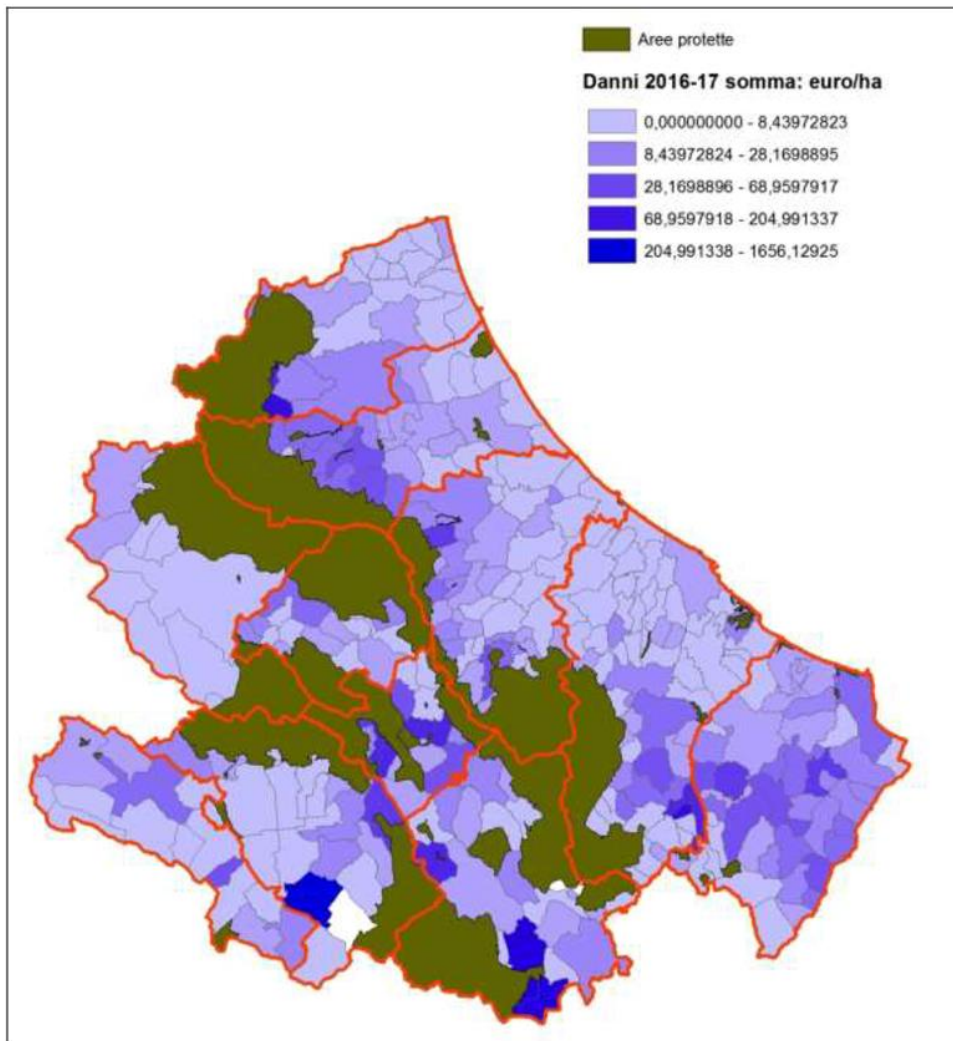 Aree protette
Danni 2016-17 somma: euro/ha
0,000000000 - 8,43972823
8,43972824 - 28,1698895
28,1698896 - 68,9597917
68,9597918 - 204,991337
204,991338 - 1656,12925